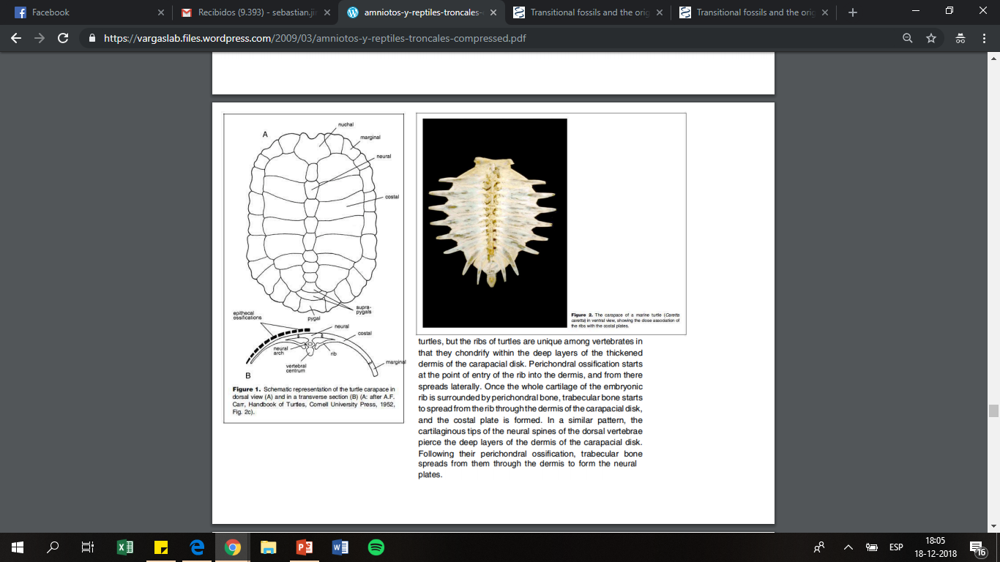 Facebook
Recibidos (9.393) - sebastian.jir
amniotos-y-reptiles-troncales-
Transitional fossils and the orig
Transitional fossils and the orig
https://vargaslab.files.wordpress.com/2009/03/amniotos-y-reptiles-troncales-compressed.pdf
A
nuchal
marginal
neural
costal
supra-
pygals
pygal
epithecal
ossifications
neural
costal
neural
arch
rib
vertebral
centrum
marginal
B
Figure 1. Schematic representation of the turtle carapace in
dorsal view (A) and in a transverse section (B) (A: after A.F.
Carr, Handbook of Turtles, Cornell University Press, 1952,
Fig. 2c).
Figure 2. The carapace of a marine turtle (Caretta
caretta) in ventral view, showing the close association of
the ribs with the costal plates.
turtles, but the ribs of turtles are unique among vertebrates in
that they chondrify within the deep layers of the thickened
dermis of the carapacial disk. Perichondral ossification starts
at the point of entry of the rib into the dermis, and from there
spreads laterally. Once the whole cartilage of the embryonic
rib is surrounded by perichondral bone, trabecular bone starts
to spread from the rib through the dermis of the carapacial disk,
and the costal plate is formed. In a similar pattern, the
cartilaginous tips of the neural spines of the dorsal vertebrae
pierce the deep layers of the dermis of the carapacial disk.
Following their perichondral ossification, trabecular bone
spreads from them through the dermis to form the neural
plates.
ESP
18:05
18-12-2018
16